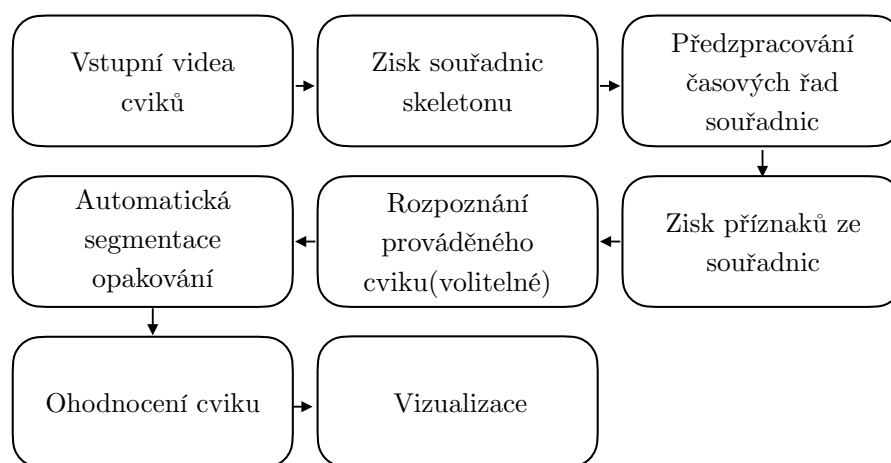 Vstupní videa
cviků
Zisk souřadnic
skeletonu
Předzpracování
časových řad
souřadnic
Zisk příznaků ze
souřadnic
Rozpoznání
prováděného
cviku(volitelné)
Automatická
segmentace
opakování
Ohodnocení cviku
Vizualizace